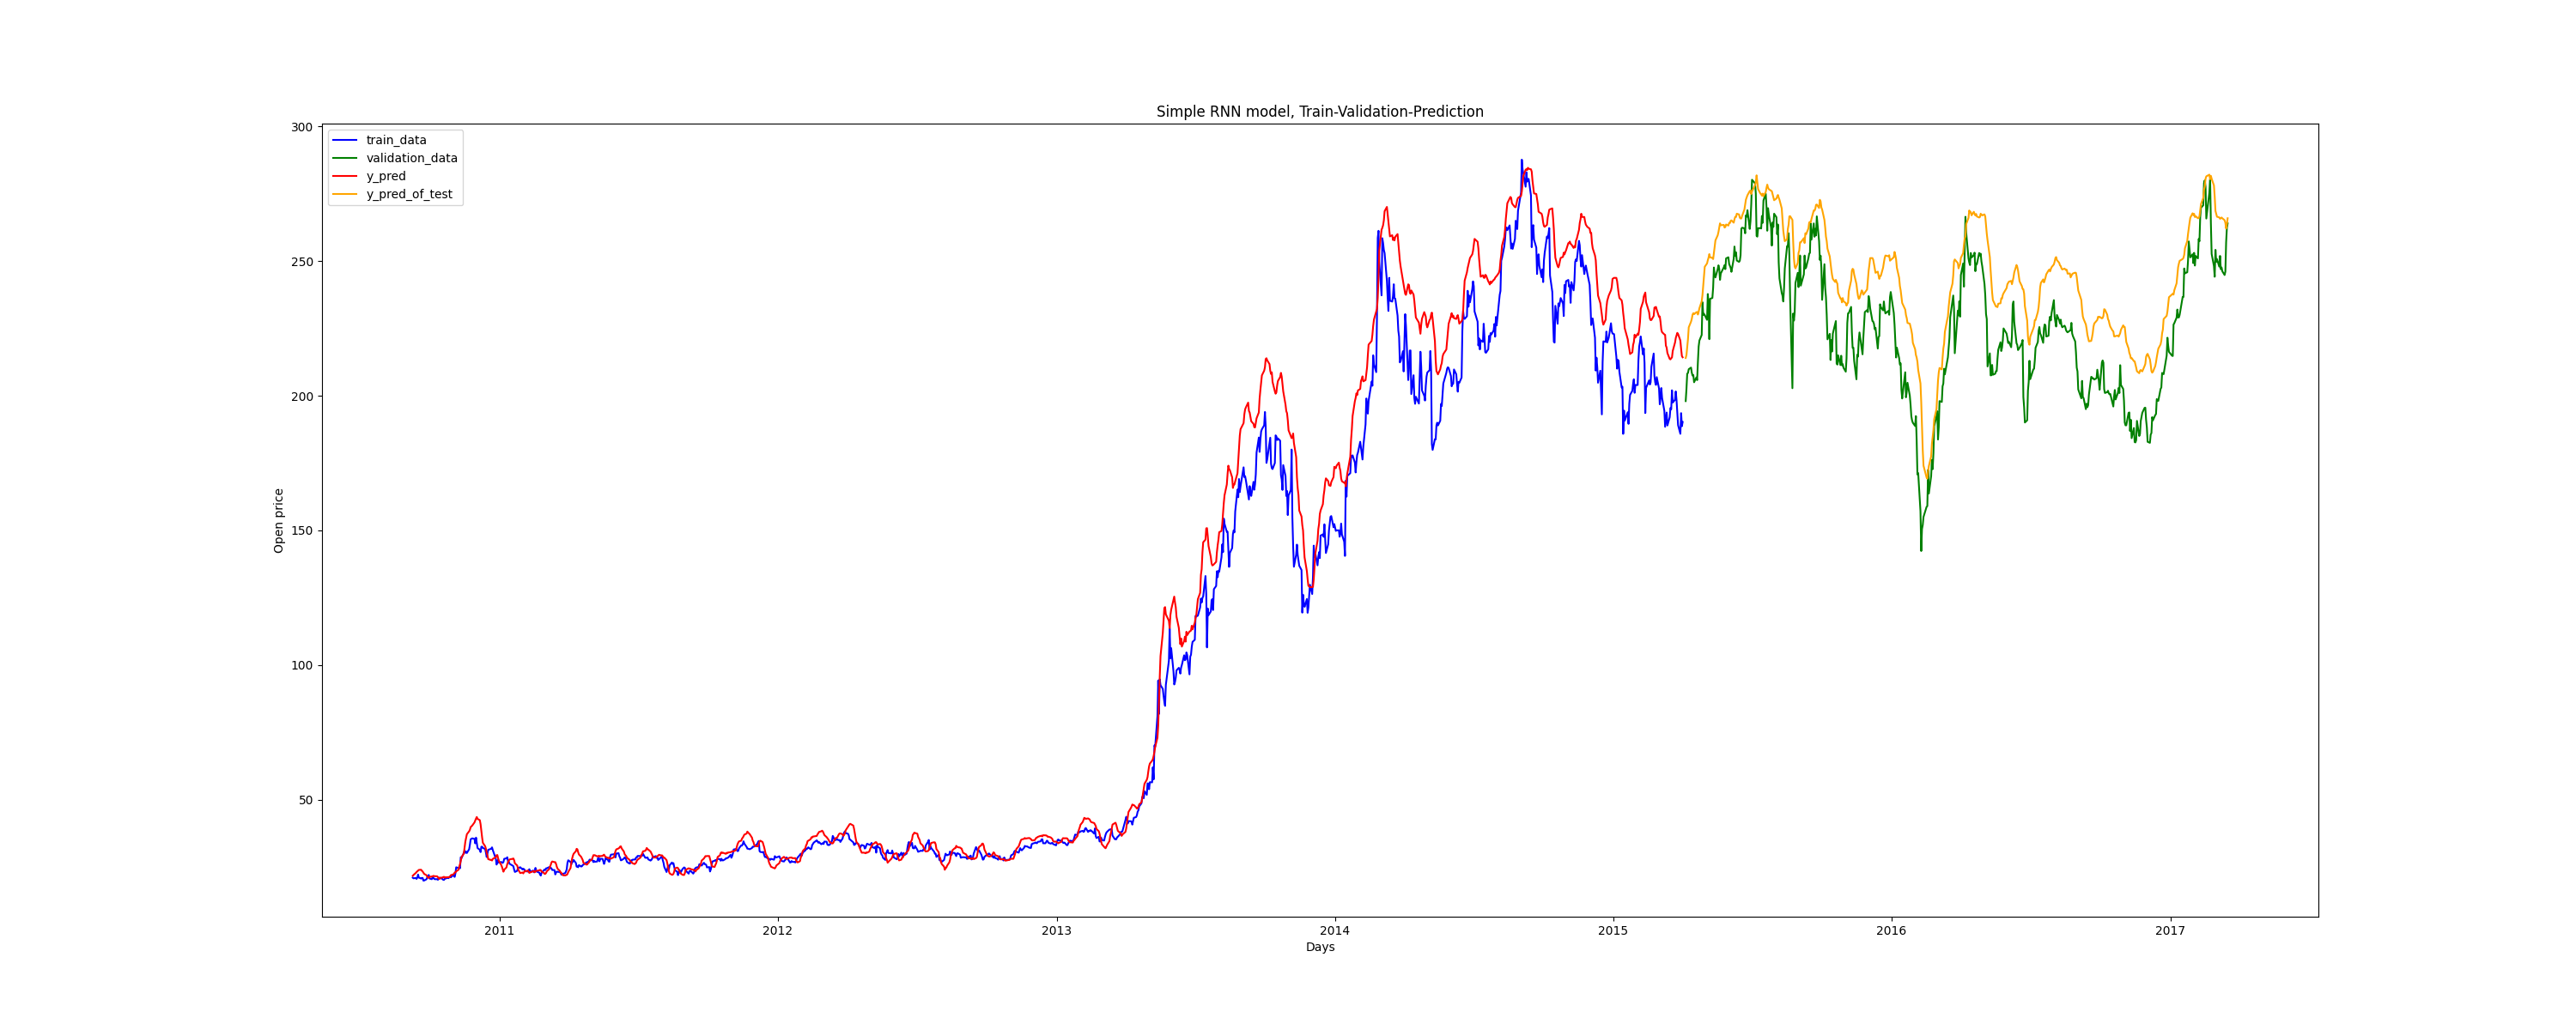 Simple RNN model, Train-Validation-Prediction
train_data
validation_data
y_pred
y_pred_of_test
Open price
300
250
200
150
100
50
2011 2012 2013 2014 2015 2016 2017
Days